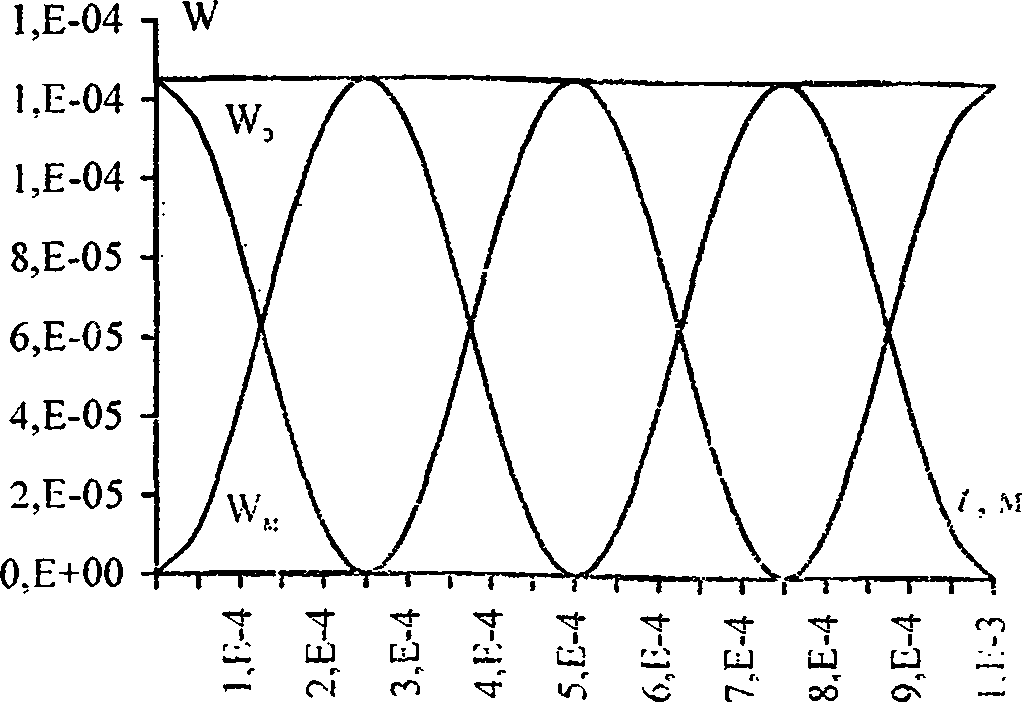 1,E-04
W
1,E-04
Wэ
1,E-04
8,E-05
6,E-05
4,E-05
2,E-05
Wм
t, м
0,E+00
1,E-4
2,E-4
3,E-4
4,E-4
5,E-4
6,E-4
7,E-4
8,E-4
9,E-4
1,E-3